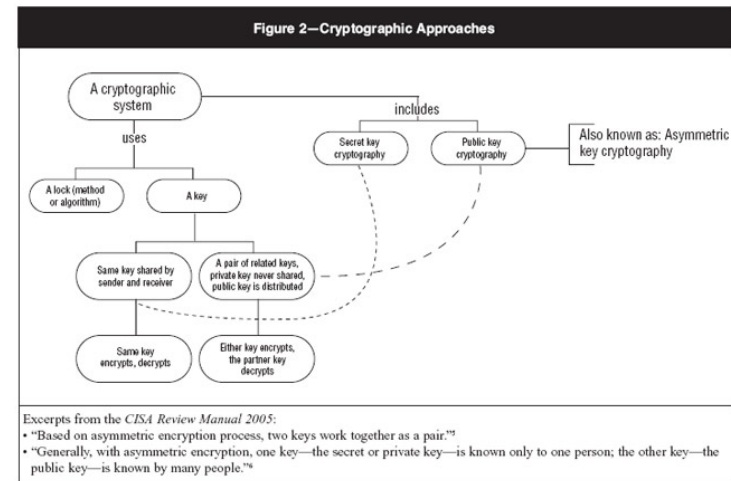 Figure 2—Cryptographic Approaches
A cryptographic
system
includes
uses
Secret key
cryptography
Public key
cryptography
Also known as: Asymmetric
key cryptography
A lock (method
or algorithm)
A key
Same key shared by
sender and receiver
A pair of related keys,
private key never shared,
public key is distributed
Same key
encrypts, decrypts
Either key encrypts,
the partner key
decrypts
Excerpts from the CISA Review Manual 2005:
• “Based on asymmetric encryption process, two keys work together as a pair.”⁵
• “Generally, with asymmetric encryption, one key—the secret or private key—is known only to one person; the other key—the
public key—is known by many people.”⁶